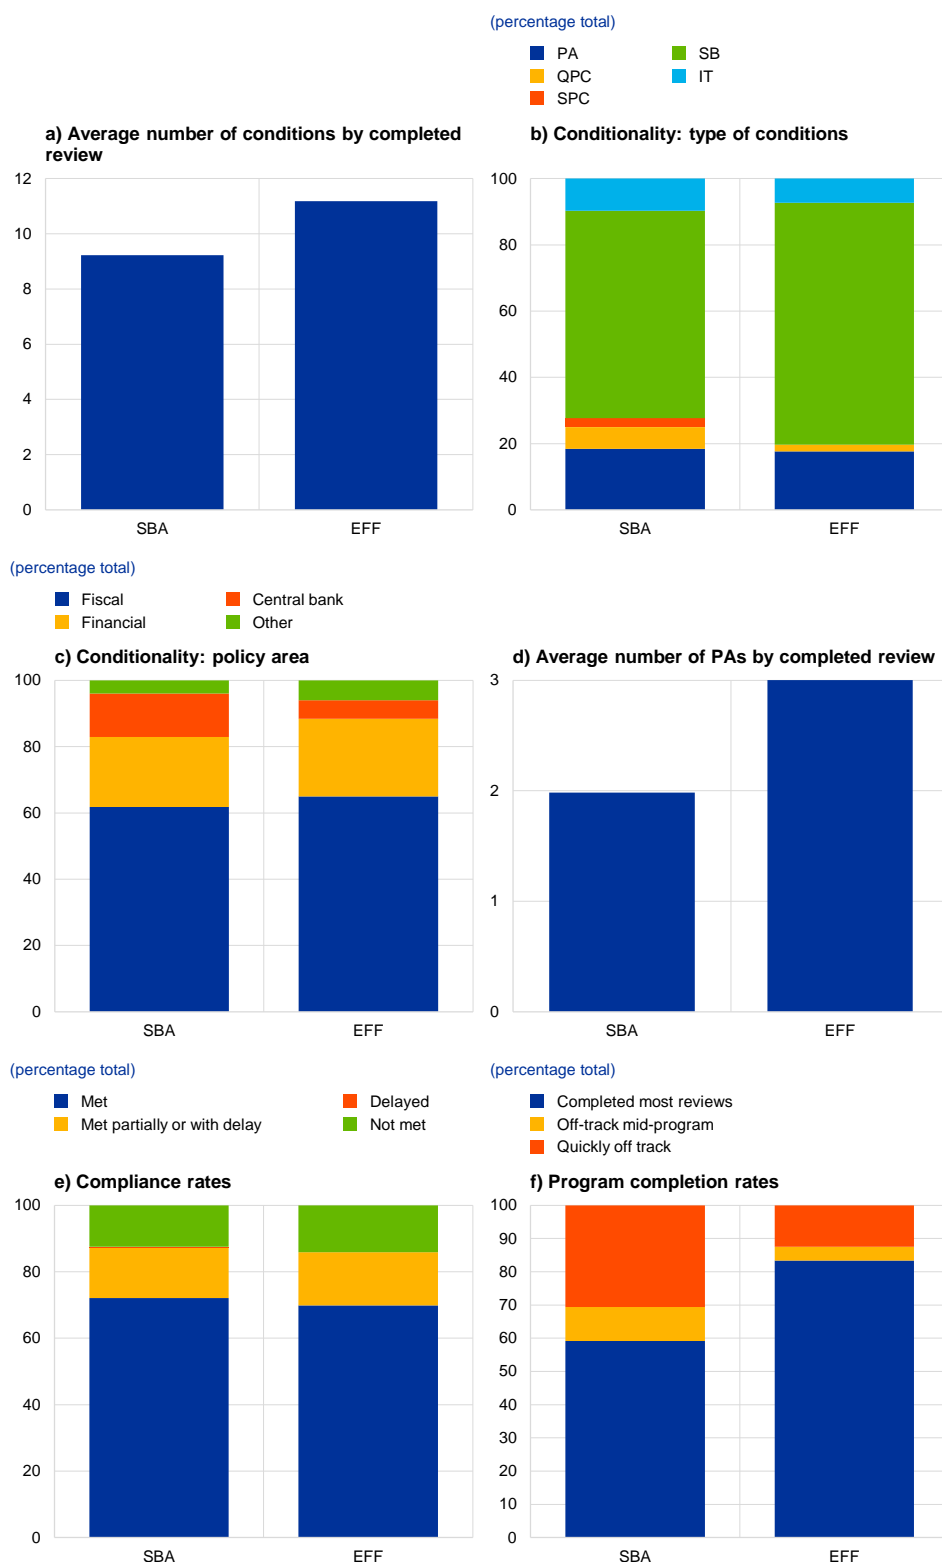 (percentage total)
PA
SB
QPC
IT
SPC
a) Average number of conditions by completed
review
b) Conditionality: type of conditions
12
10
8
6
4
2
0
SBA
EFF
100
80
60
40
20
0
SBA
EFF
(percentage total)
Fiscal
Central bank
Financial
Other
c) Conditionality: policy area
d) Average number of PAs by completed review
100
80
60
40
20
0
SBA
EFF
3
2
1
0
SBA
EFF
(percentage total)
Met
Delayed
Met partially or with delay
Not met
(percentage total)
Completed most reviews
Off-track mid-program
Quickly off track
e) Compliance rates
f) Program completion rates
100
80
60
40
20
0
SBA
EFF
100
90
80
70
60
50
40
30
20
10
0
SBA
EFF